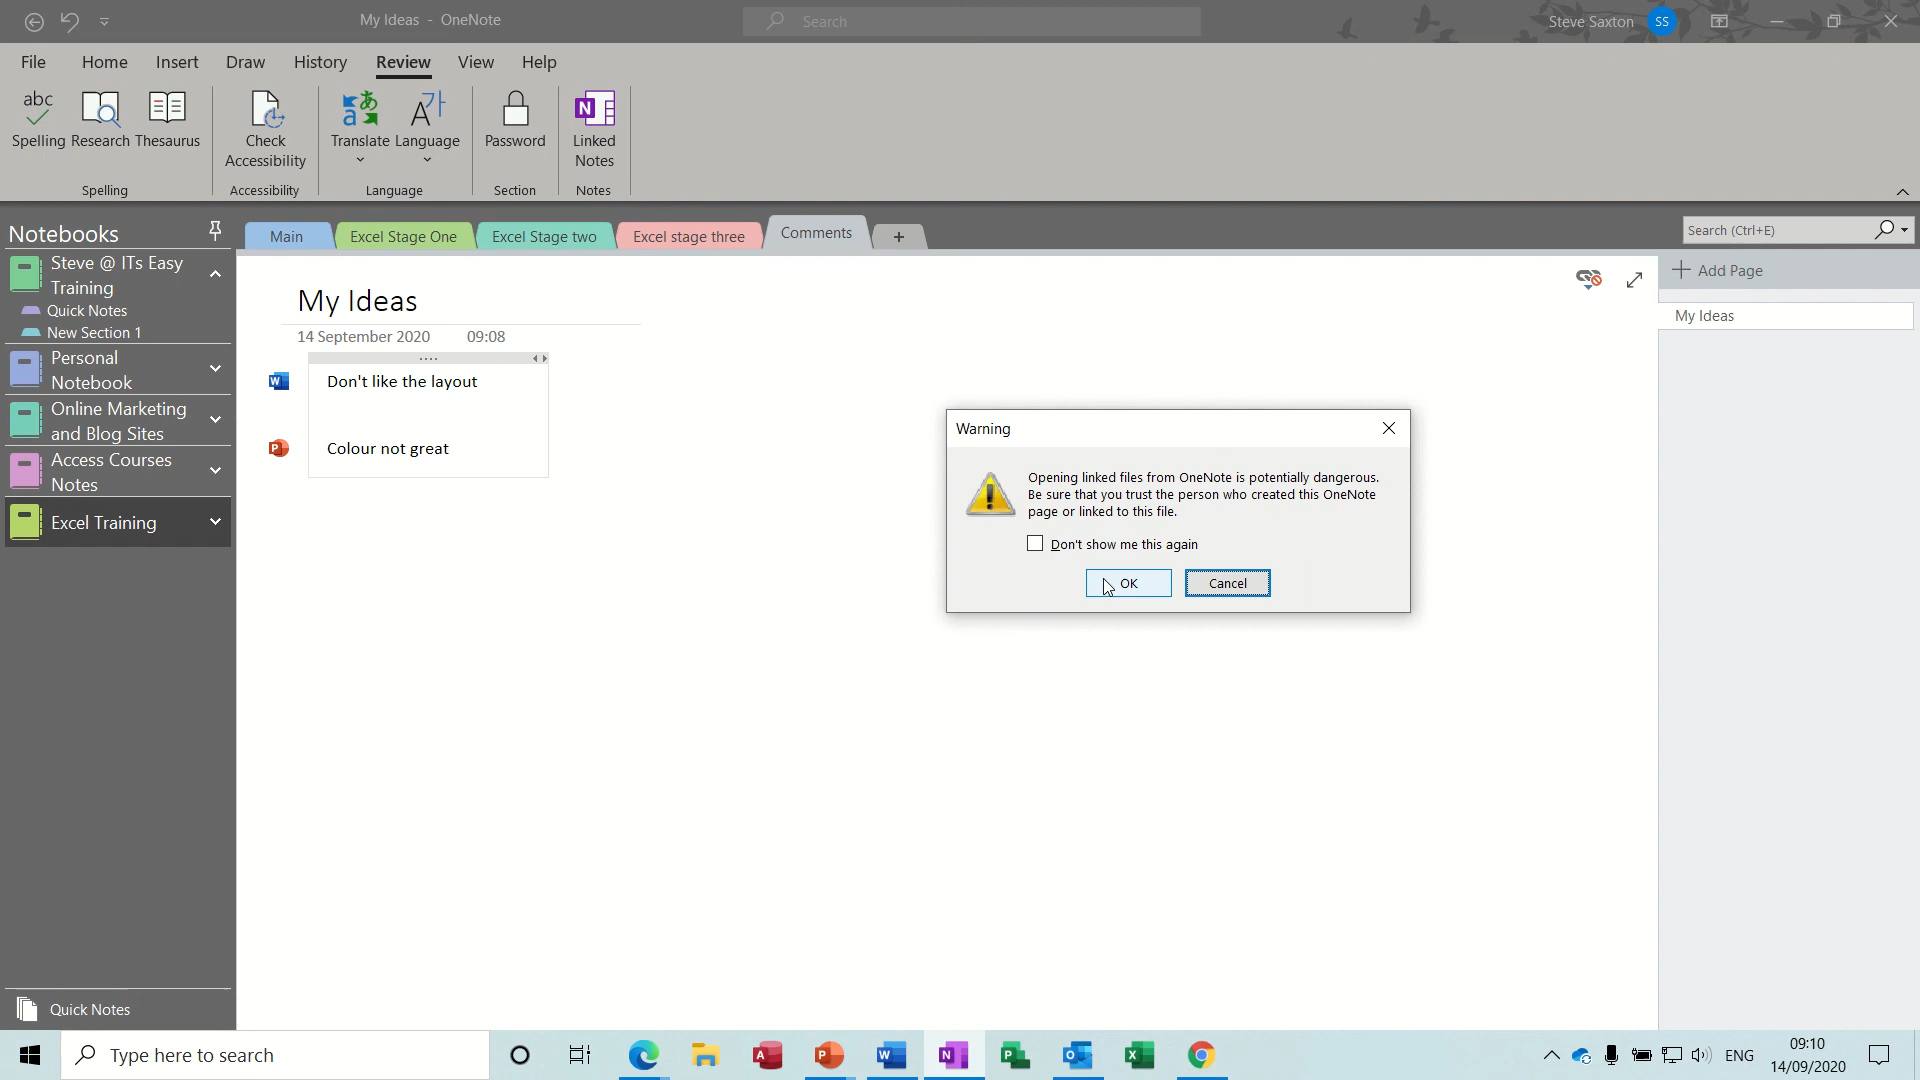 My Ideas - OneNote
Search
Steve Saxton
SS
File Home Insert Draw History Review View Help
abc
Spelling Research Thesaurus
Check
Accessibility
Translate Language
Password
Linked
Notes
Spelling
Accessibility
Language
Section
Notes
Notebooks
Main
Excel Stage One
Excel Stage two
Excel stage three
Comments
Search (Ctrl+E)
Steve @ ITs Easy
Training
Quick Notes
New Section 1
Personal
Notebook
Online Marketing
and Blog Sites
Access Courses
Notes
Excel Training
Quick Notes
My Ideas
14 September 2020 09:08
Don't like the layout
Colour not great
Add Page
My Ideas
Warning
Opening linked files from OneNote is potentially dangerous.
Be sure that you trust the person who created this OneNote
page or linked to this file.
Don't show me this again
OK
Cancel
Type here to search
ENG
09:10
14/09/2020